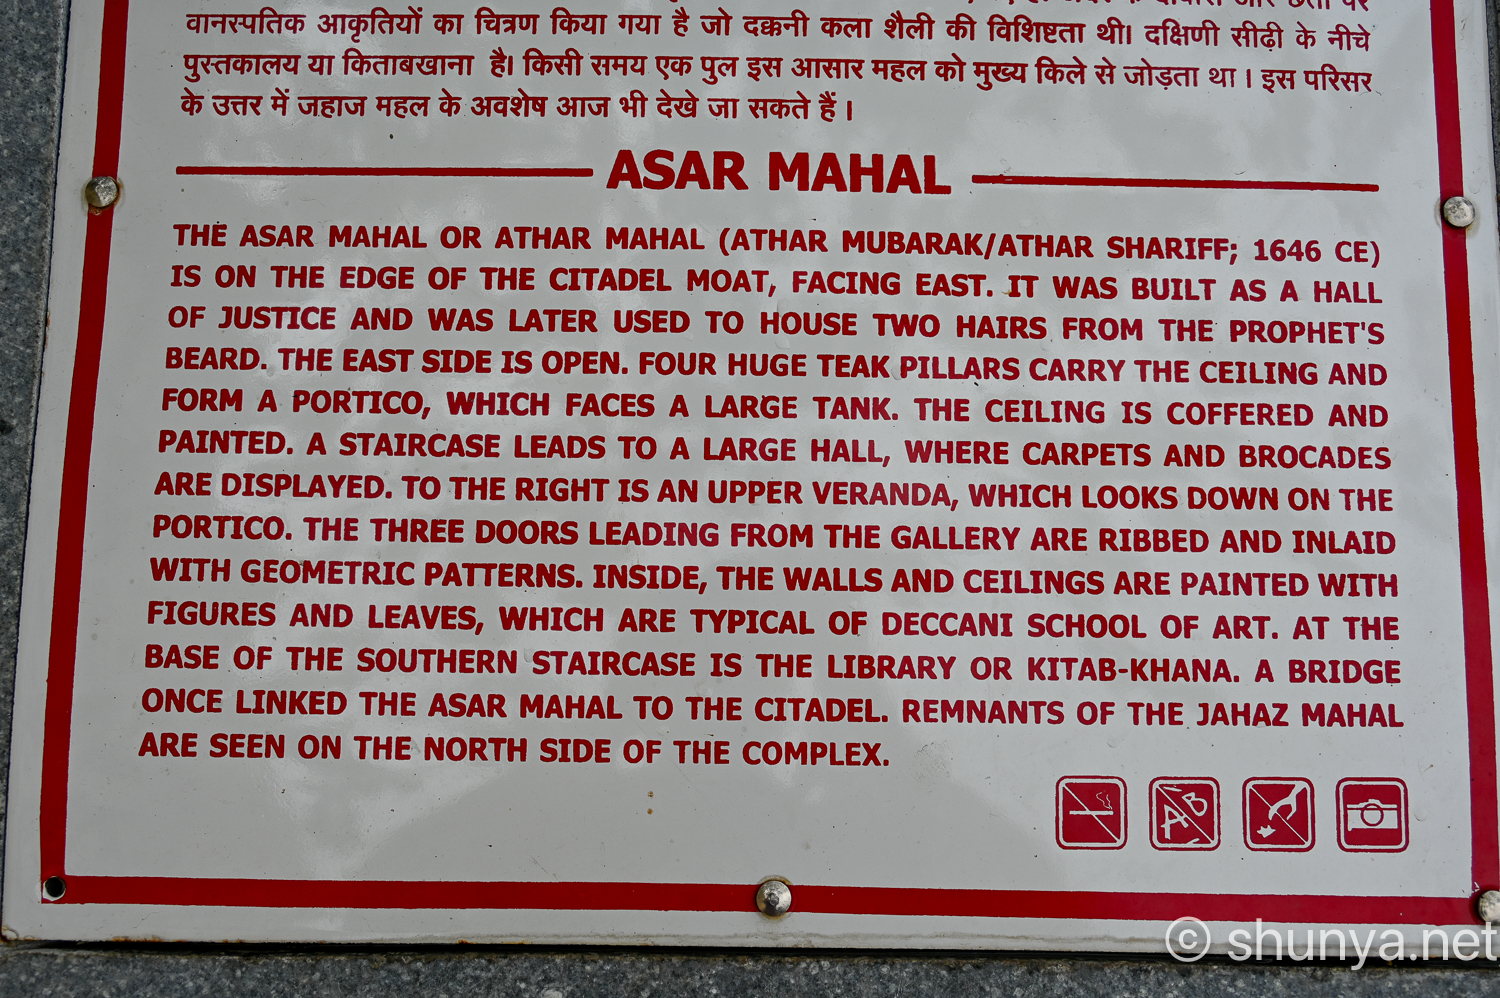 वानस्पतिक आकृतियों का चित्रण किया गया है जो दक्कनी कला शैली की विशिष्टता थी। दक्षिणी सीढ़ी के नीचे
पुस्तकालय या किताबखाना है। किसी समय एक पुल इस आसार महल को मुख्य किले से जोड़ता था । इस परिसर
के उत्तर में जहाज महल के अवशेष आज भी देखे जा सकते हैं ।
ASAR MAHAL
THE ASAR MAHAL OR ATHAR MAHAL (ATHAR MUBARAK/ATHAR SHARIFF; 1646 CE)
IS ON THE EDGE OF THE CITADEL MOAT, FACING EAST. IT WAS BUILT AS A HALL
OF JUSTICE AND WAS LATER USED TO HOUSE TWO HAIRS FROM THE PROPHET'S
BEARD. THE EAST SIDE IS OPEN. FOUR HUGE TEAK PILLARS CARRY THE CEILING AND
FORM A PORTICO, WHICH FACES A LARGE TANK. THE CEILING IS COFFERED AND
PAINTED. A STAIRCASE LEADS TO A LARGE HALL, WHERE CARPETS AND BROCADES
ARE DISPLAYED. TO THE RIGHT IS AN UPPER VERANDA, WHICH LOOKS DOWN ON THE
PORTICO. THE THREE DOORS LEADING FROM THE GALLERY ARE RIBBED AND INLAID
WITH GEOMETRIC PATTERNS. INSIDE, THE WALLS AND CEILINGS ARE PAINTED WITH
FIGURES AND LEAVES, WHICH ARE TYPICAL OF DECCANI SCHOOL OF ART. AT THE
BASE OF THE SOUTHERN STAIRCASE IS THE LIBRARY OR KITAB-KHANA. A BRIDGE
ONCE LINKED THE ASAR MAHAL TO THE CITADEL. REMNANTS OF THE JAHAZ MAHAL
ARE SEEN ON THE NORTH SIDE OF THE COMPLEX.
AB
© shunya.net